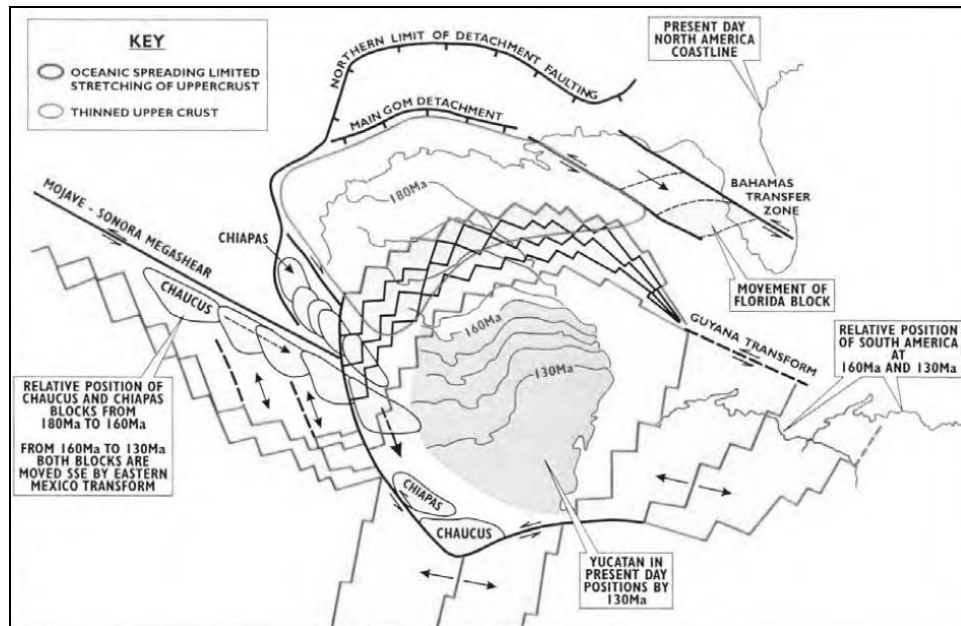 KEY
OCEANIC SPREADING LIMITED
STRETCHING OF UPPERCRUST
THINNED UPPER CRUST
NORTHERN LIMIT OF DETACHMENT FAULTING
MAIN GOM DETACHMENT
PRESENT DAY
NORTH AMERICA
COASTLINE
180Ma
BAHAMAS
TRANSFER
ZONE
MOJAVE - SONORA MEGASHEAR
CHIAPAS
CHAUCUS
MOVEMENT OF
FLORIDA BLOCK
160Ma
GUYANA TRANSFORM
RELATIVE POSITION
OF SOUTH AMERICA
AT
160Ma AND 130Ma
130Ma
RELATIVE POSITION OF
CHAUCUS AND CHIAPAS
BLOCKS FROM
180Ma TO 160Ma
FROM 160Ma TO 130Ma
BOTH BLOCKS ARE
MOVED SSE BY EASTERN
MEXICO TRANSFORM
CHIAPAS
CHAUCUS
YUCATAN IN
PRESENT DAY
POSITIONS BY
130Ma